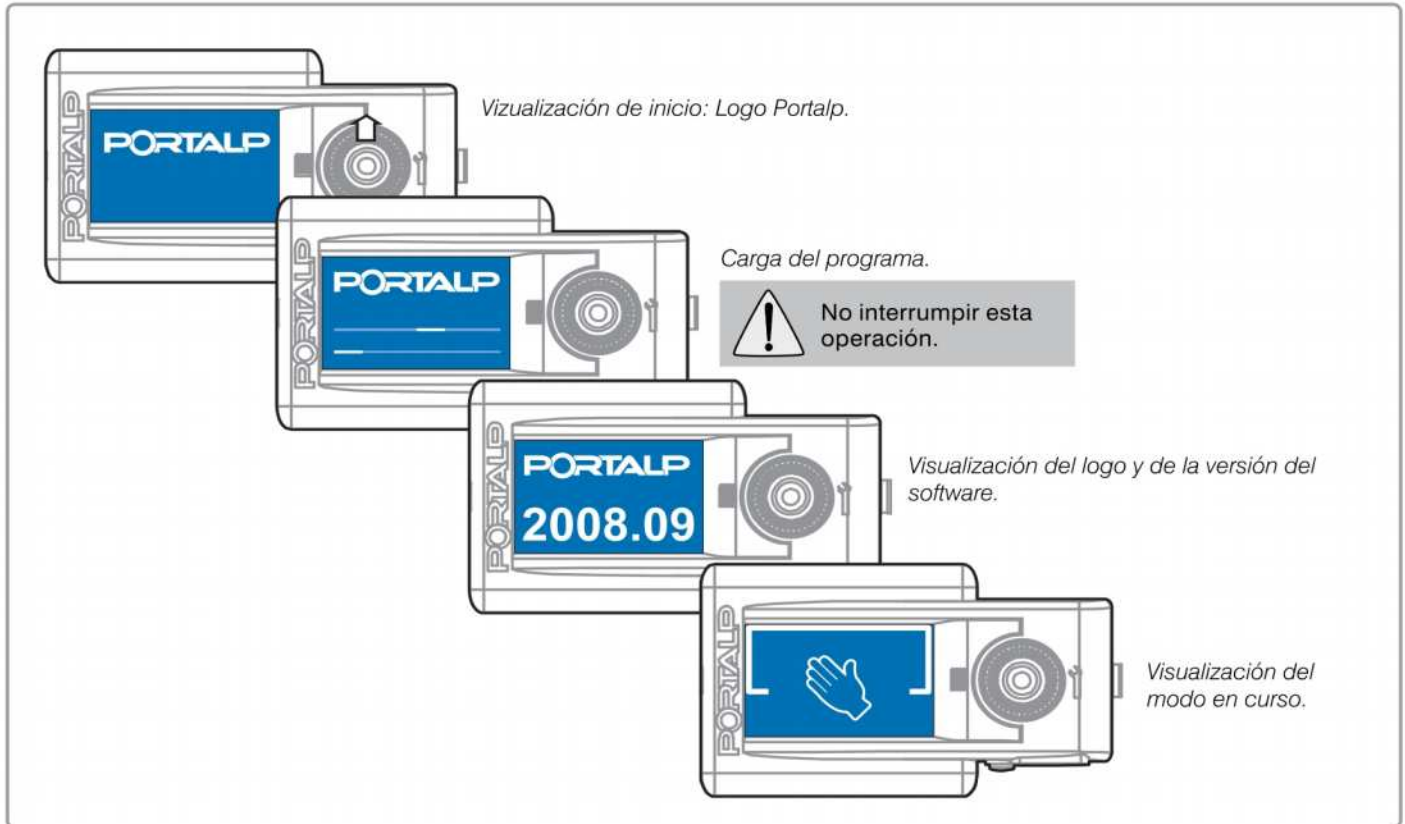 PORTALP
PORTALP
Vizualización de inicio: Logo Portalp.
PORTALP
PORTALP
Carga del programa.
No interrumpir esta
operación.
PORTALP
PORTALP
2008.09
Visualización del logo y de la versión del
software.
PORTALP
Visualización del
modo en curso.